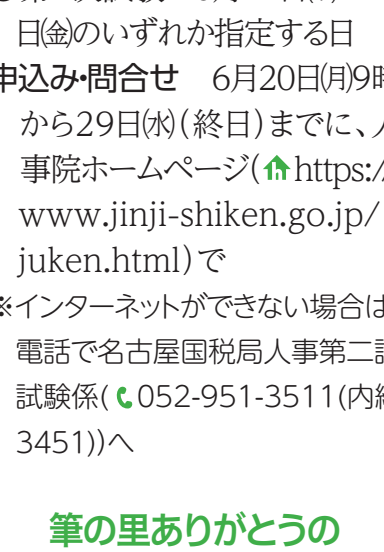 日㈮のいずれか指定する日
申込み・問合せ　6月20日㈪9時
から29日㈬(終日)までに、人
事院ホームページ(https://
www.jinji-shiken.go.jp/
juken.html)で
※インターネットができない場合は
電話で名古屋国税局人事第二課
試験係(052-951-3511(内線
3451))へ
筆の里ありがとうの